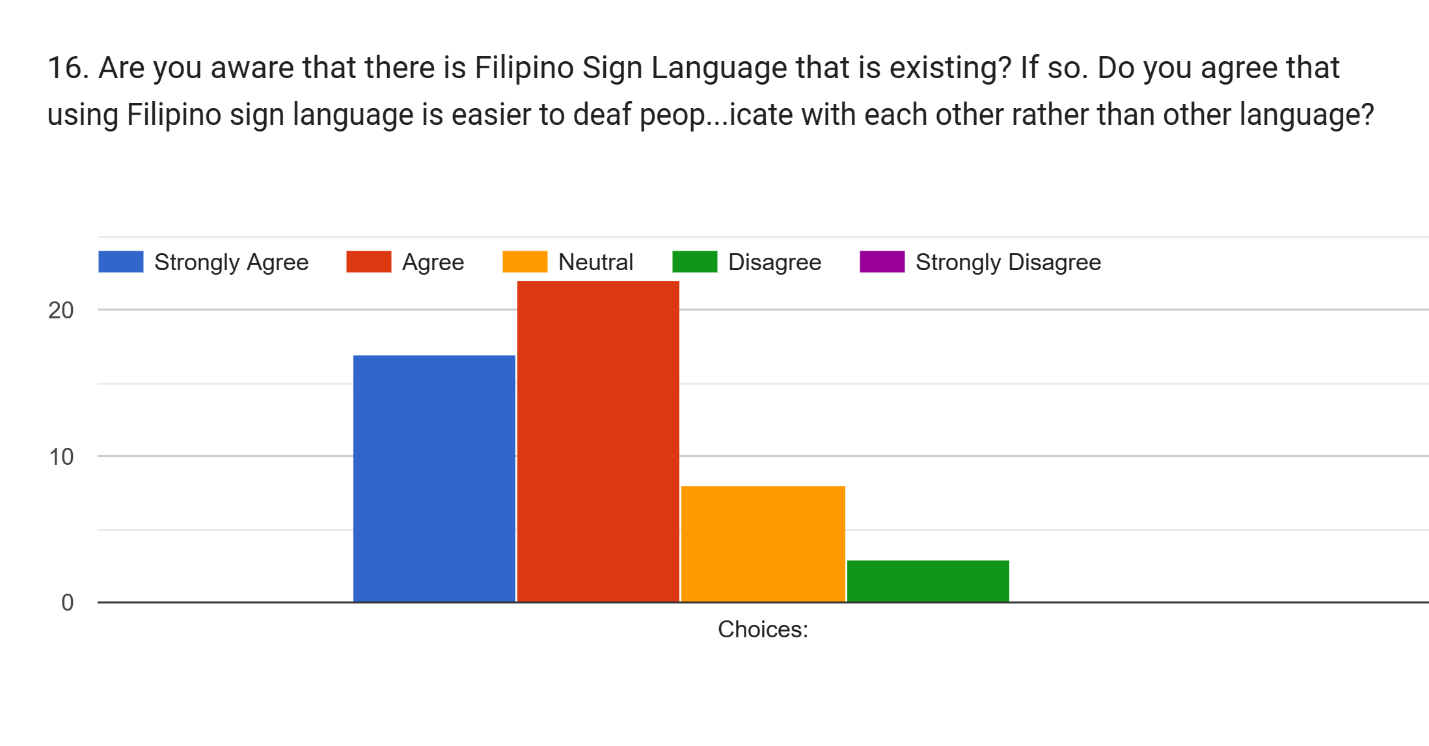 16. Are you aware that there is Filipino Sign Language that is existing? If so. Do you agree that
using Filipino sign language is easier to deaf peop...icate with each other rather than other language?
Strongly Agree Agree Neutral Disagree Strongly Disagree
20
10
0
Choices: